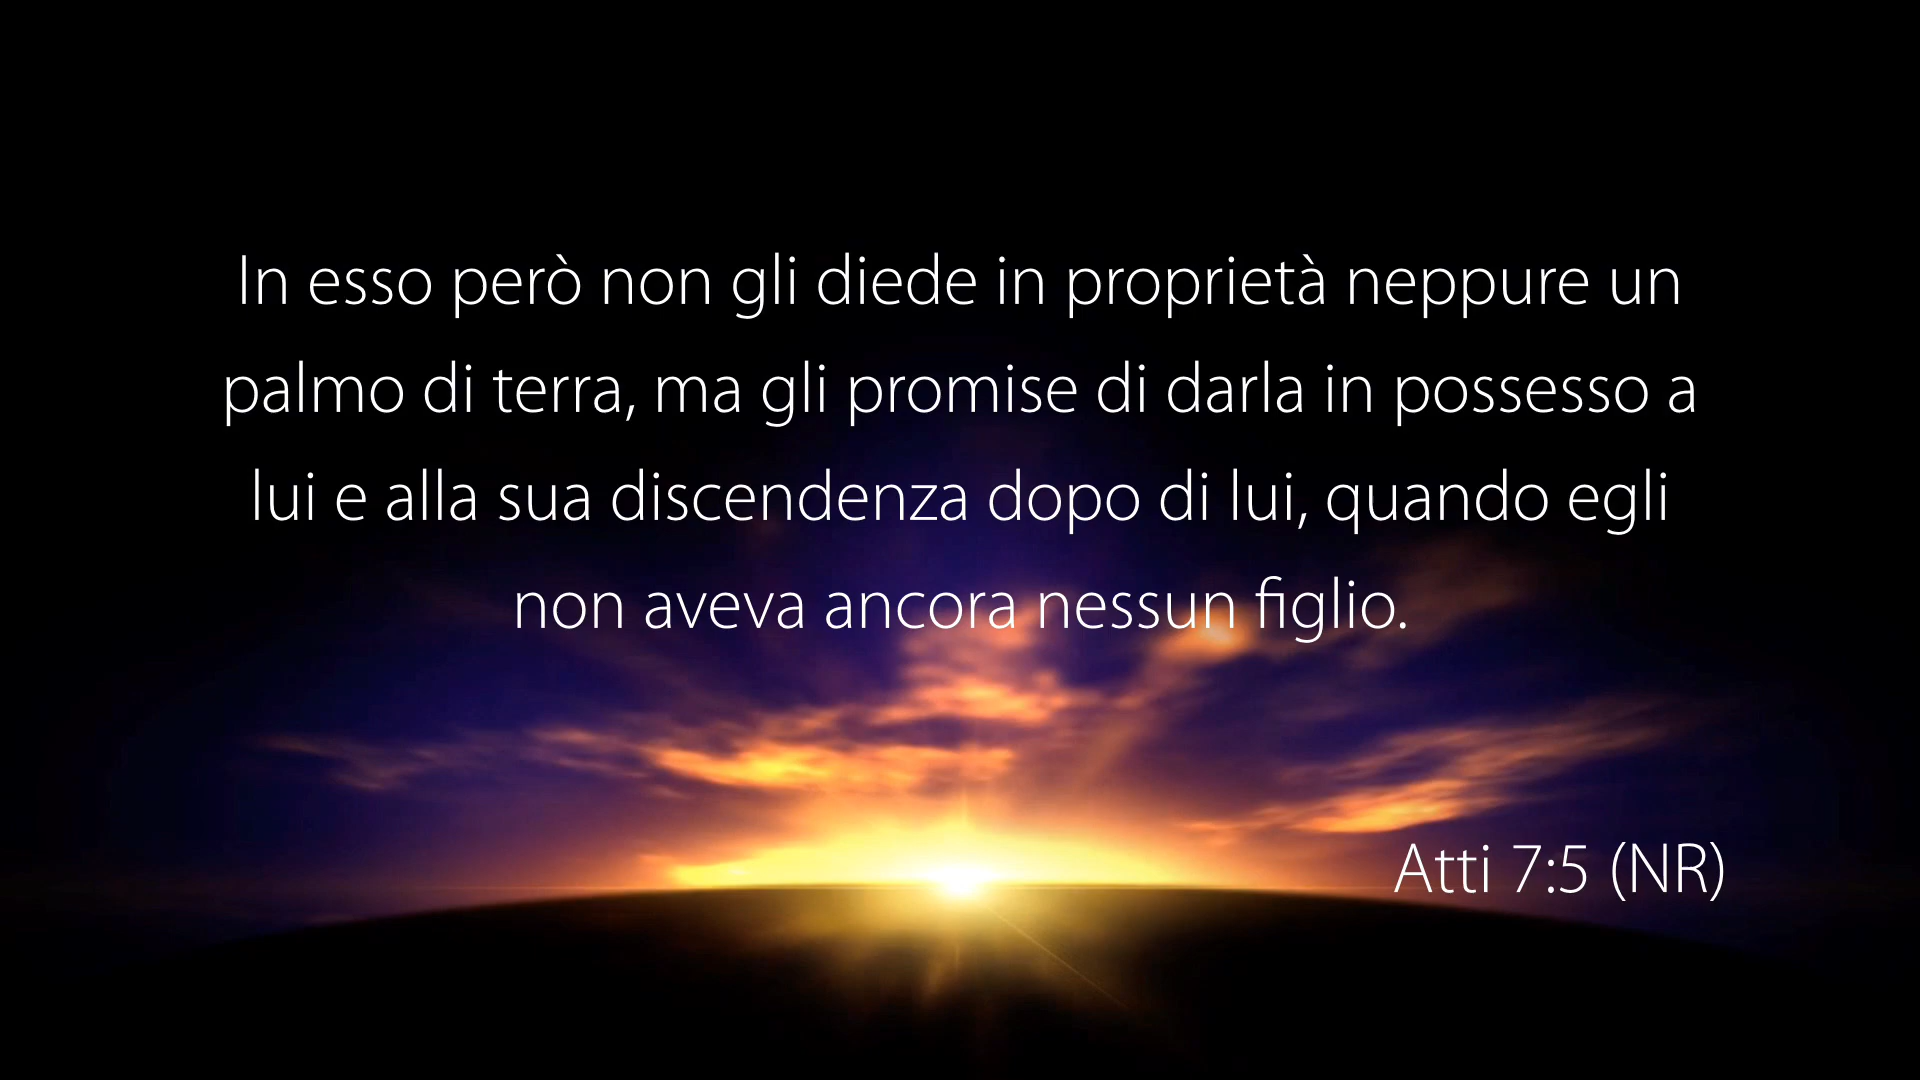 In esso però non gli diede in proprietà neppure un
palmo di terra, ma gli promise di darla in possesso a
lui e alla sua discendenza dopo di lui, quando egli
non aveva ancora nessun figlio.
Atti 7:5 (NR)